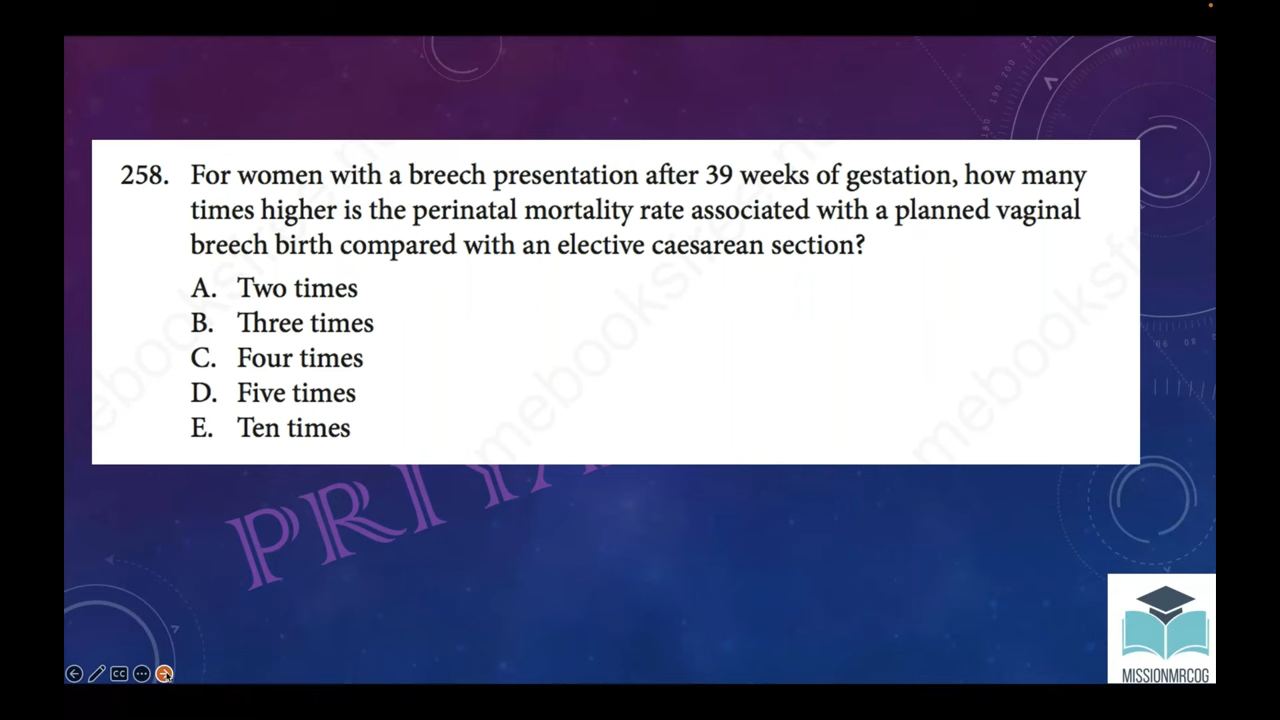 258. For women with a breech presentation after 39 weeks of gestation, how many
times higher is the perinatal mortality rate associated with a planned vaginal
breech birth compared with an elective caesarean section?
A. Two times
B. Three times
C. Four times
D. Five times
E. Ten times
CC
MISSIONMRCOG